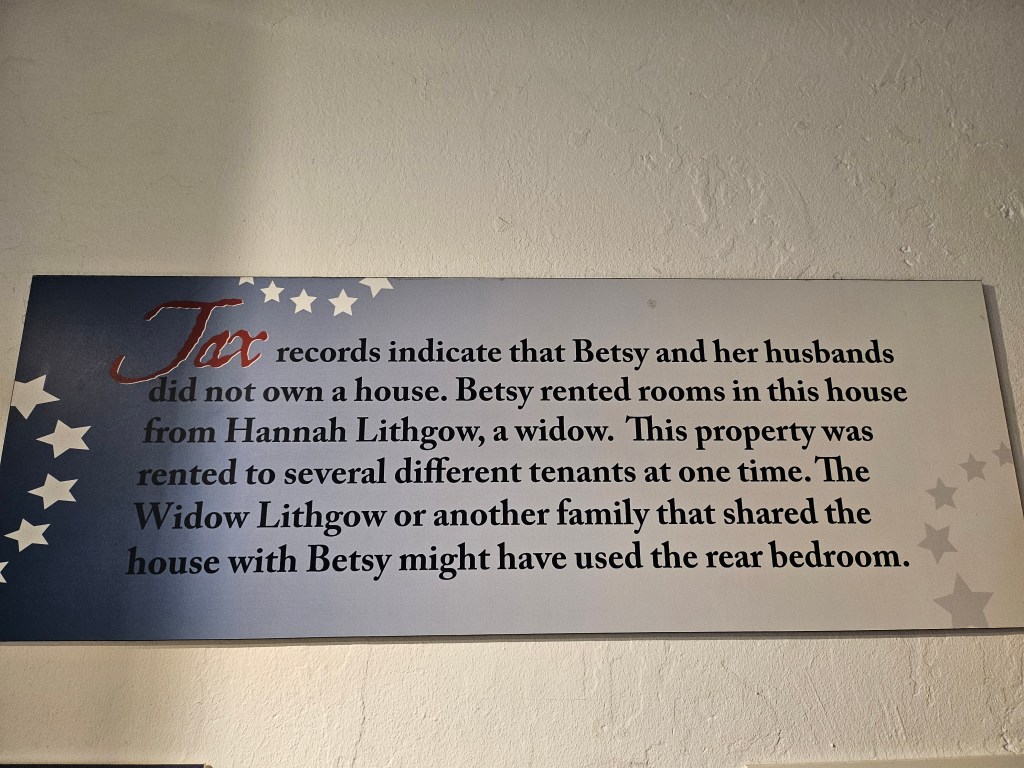 Tax records indicate that Betsy and her husbands
did not own a house. Betsy rented rooms in this house
from Hannah Lithgow, a widow. This property was
rented to several different tenants at one time. The
Widow Lithgow or another family that shared the
house with Betsy might have used the rear bedroom.